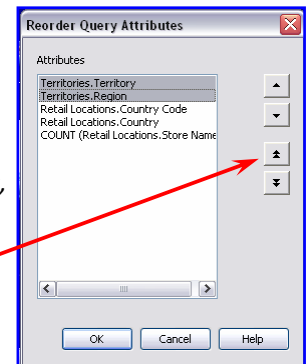 Reorder Query Attributes
Attributes
Territories.Territory
Territories.Region
Retail Locations.Country Code
Retail Locations.Country
COUNT (Retail Locations.Store Name
OK
Cancel
Help